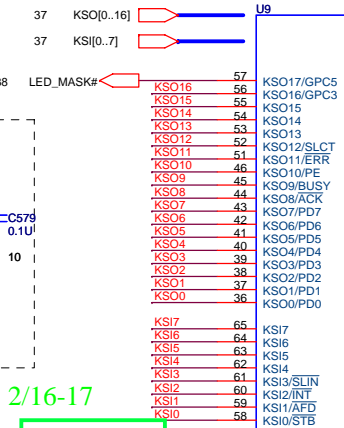 U9
37 KSO[0..16]
37 KSI[0..7]
38 LED_MASK# 57 KSO17/GPC5
KSO16 56 KSO16/GPC3
KSO15 55 KSO15
KSO14 54 KSO14
KSO13 53 KSO13
KSO12 52 KSO12/SLCT
KSO11 51 KSO11/ERR
KSO10 46 KSO10/PE
KSO9 45 KSO9/BUSY
KSO8 44 KSO8/ACK
KSO7 43 KSO7/PD7
KSO6 42 KSO6/PD6
KSO5 41 KSO5/PD5
KSO4 40 KSO4/PD4
KSO3 39 KSO3/PD3
KSO2 38 KSO2/PD2
KSO1 37 KSO1/PD1
KSO0 36 KSO0/PD0
C579
0.1U
10
KSI7 65 KSI7
KSI6 64 KSI6
KSI5 63 KSI5
KSI4 62 KSI4
KSI3 61 KSI3/SLIN
KSI2 60 KSI2/INT
KSI1 59 KSI1/AFD
KSI0 58 KSI0/STB
2/16-17